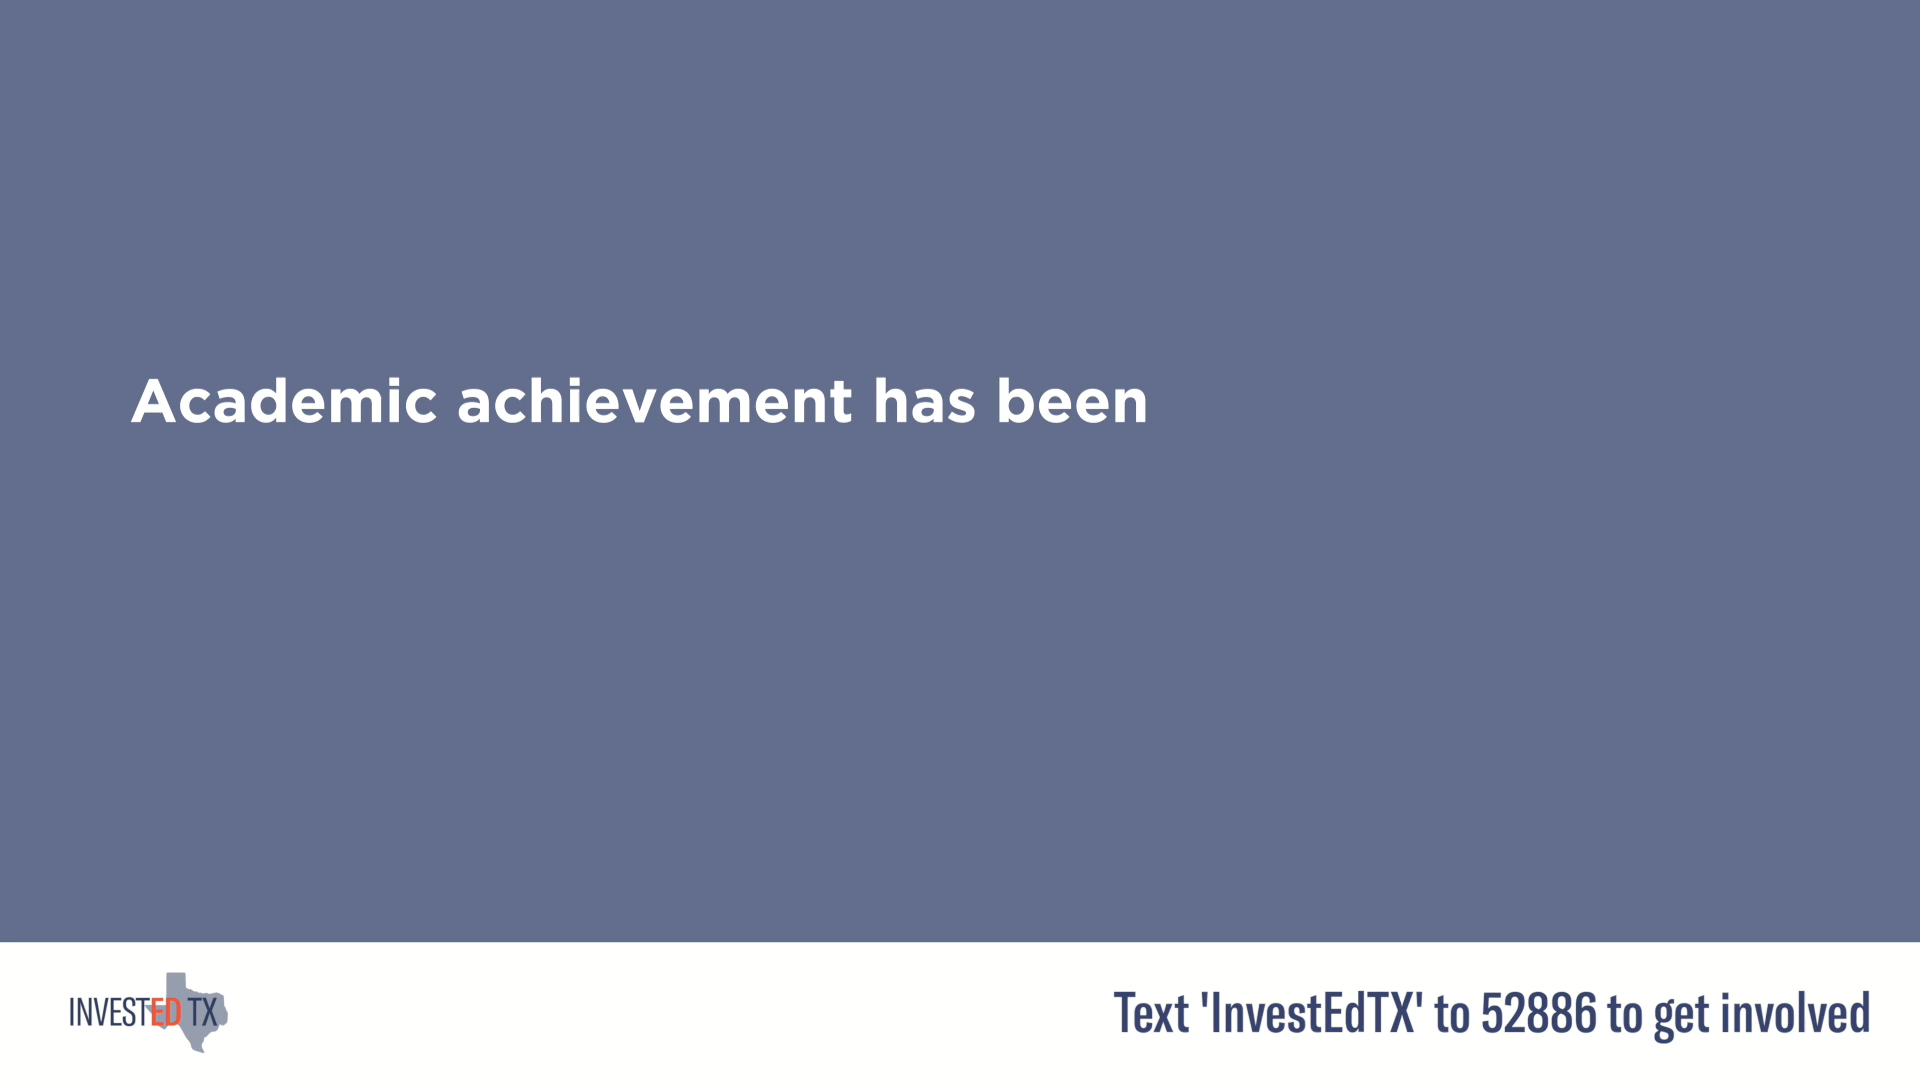 Academic achievement has been
INVESTED TX
Text 'InvestEdTX' to 52886 to get involved